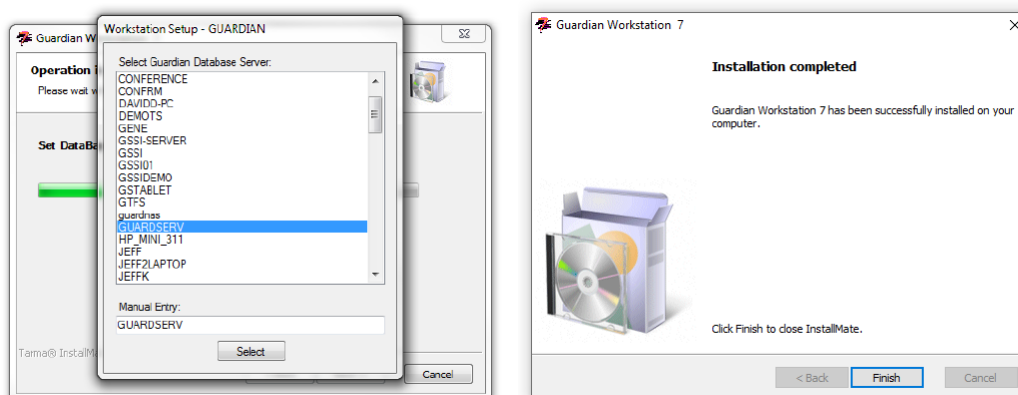 Guardian W
Workstation Setup - GUARDIAN
Operation i
Please wait w
Set DataBa
Select Guardian Database Server:
CONFERENCE
CONFRM
DAVIDD-PC
DEMOTS
GENE
GSSI-SERVER
GSSI
GSSI01
GSSIDEMO
GSTABLET
GTFS
guardnas
GUARDSERV
HP_MINI_311
JEFF
JEFF2LAPTOP
JEFFK
Manual Entry:
GUARDSERV
Select
Tarma® InstallM
Cancel
Guardian Workstation 7
Installation completed
Guardian Workstation 7 has been successfully installed on your
computer.
Click Finish to close InstallMate.
< Back
Finish
Cancel